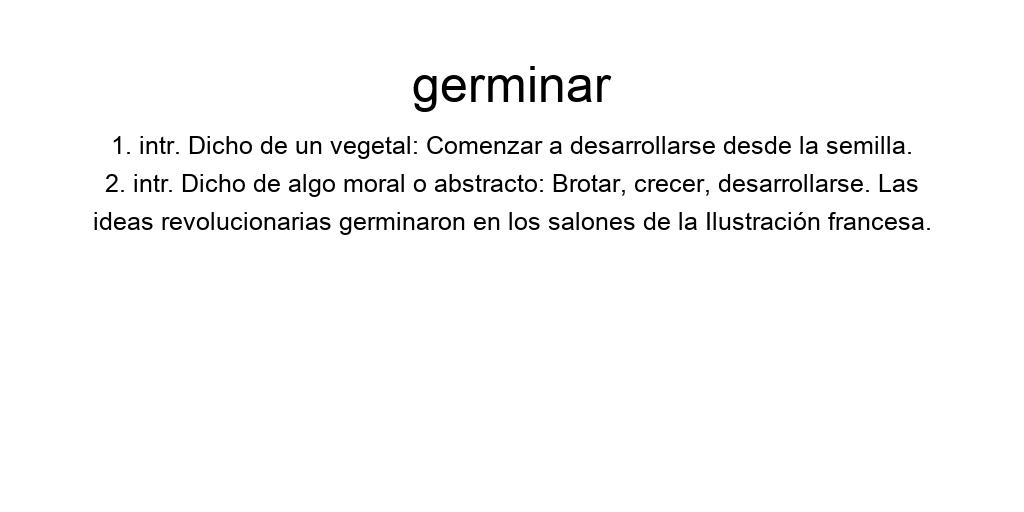 germinar
1. intr. Dicho de un vegetal: Comenzar a desarrollarse desde la semilla.
2. intr. Dicho de algo moral o abstracto: Brotar, crecer, desarrollarse. Las
ideas revolucionarias germinaron en los salones de la Ilustración francesa.